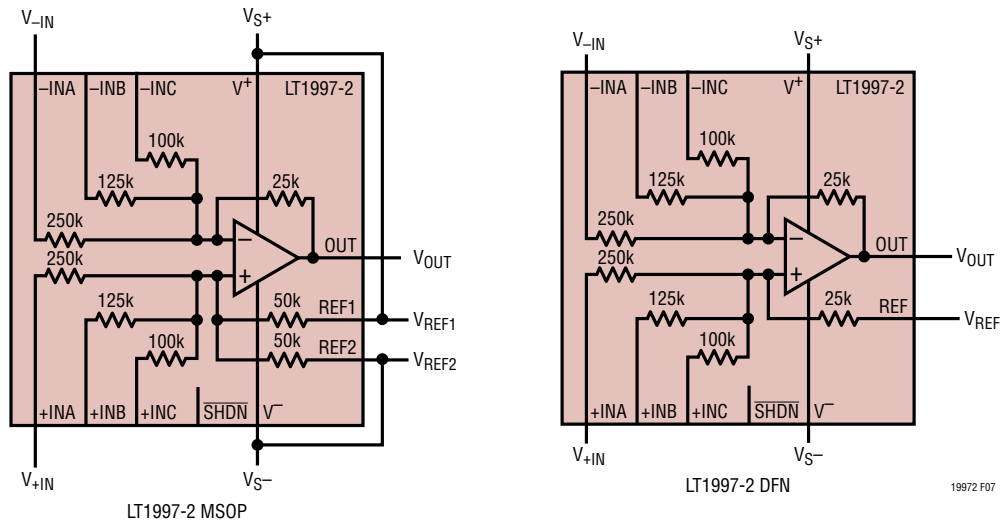 V–IN
VS+
–INA
–INB
–INC
V+
LT1997-2
100k
125k
25k
250k
250k
OUT
VOUT
125k
50k
REF1
VREF1
100k
50k
REF2
VREF2
+INA
+INB
+INC
SHDN
V–
V+IN
VS–
LT1997-2 MSOP
V–IN
VS+
–INA
–INB
–INC
V+
LT1997-2
100k
125k
25k
250k
250k
OUT
VOUT
125k
25k
REF
VREF
100k
+INA
+INB
+INC
SHDN
V–
V+IN
VS–
LT1997-2 DFN
19972 F07